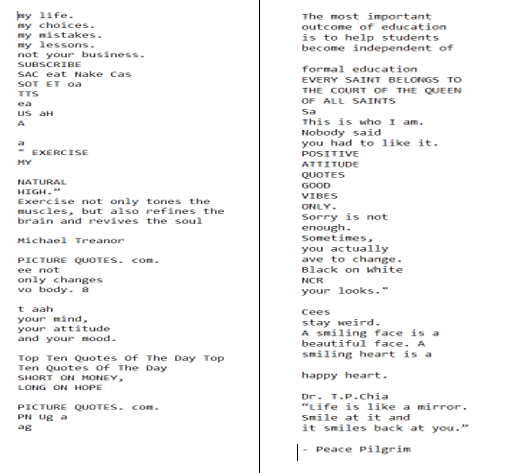 my life.
my choices.
my mistakes.
my lessons.
not your business.
SUBSCRIBE
SAC eat Nake Cas
SOT ET oa
TTS
ea
US aH
A
a
" EXERCISE
MY
NATURAL
HIGH.”
Exercise not only tones the
muscles, but also refines the
brain and revives the soul
Michael Treanor
PICTURE QUOTES. com.
ee not
only changes
vo body. 8
t aah
your mind,
your attitude
and your mood.
Top Ten Quotes Of The Day Top
Ten Quotes Of The Day
SHORT ON MONEY,
LONG ON HOPE
PICTURE QUOTES. com.
PN Ug a
ag
The most important
outcome of education
is to help students
become independent of
formal education
EVERY SAINT BELONGS TO
THE COURT OF THE QUEEN
OF ALL SAINTS
Sa
This is who I am.
Nobody said
you had to like it.
POSITIVE
ATTITUDE
QUOTES
GOOD
VIBES
ONLY.
Sorry is not
enough.
Sometimes,
you actually
ave to change.
Black on White
NCR
your looks."
Cees
stay weird.
A smiling face is a
beautiful face. A
smiling heart is a
happy heart.
Dr. T.P.Chia
“Life is like a mirror.
Smile at it and
it smiles back at you.”
- Peace Pilgrim